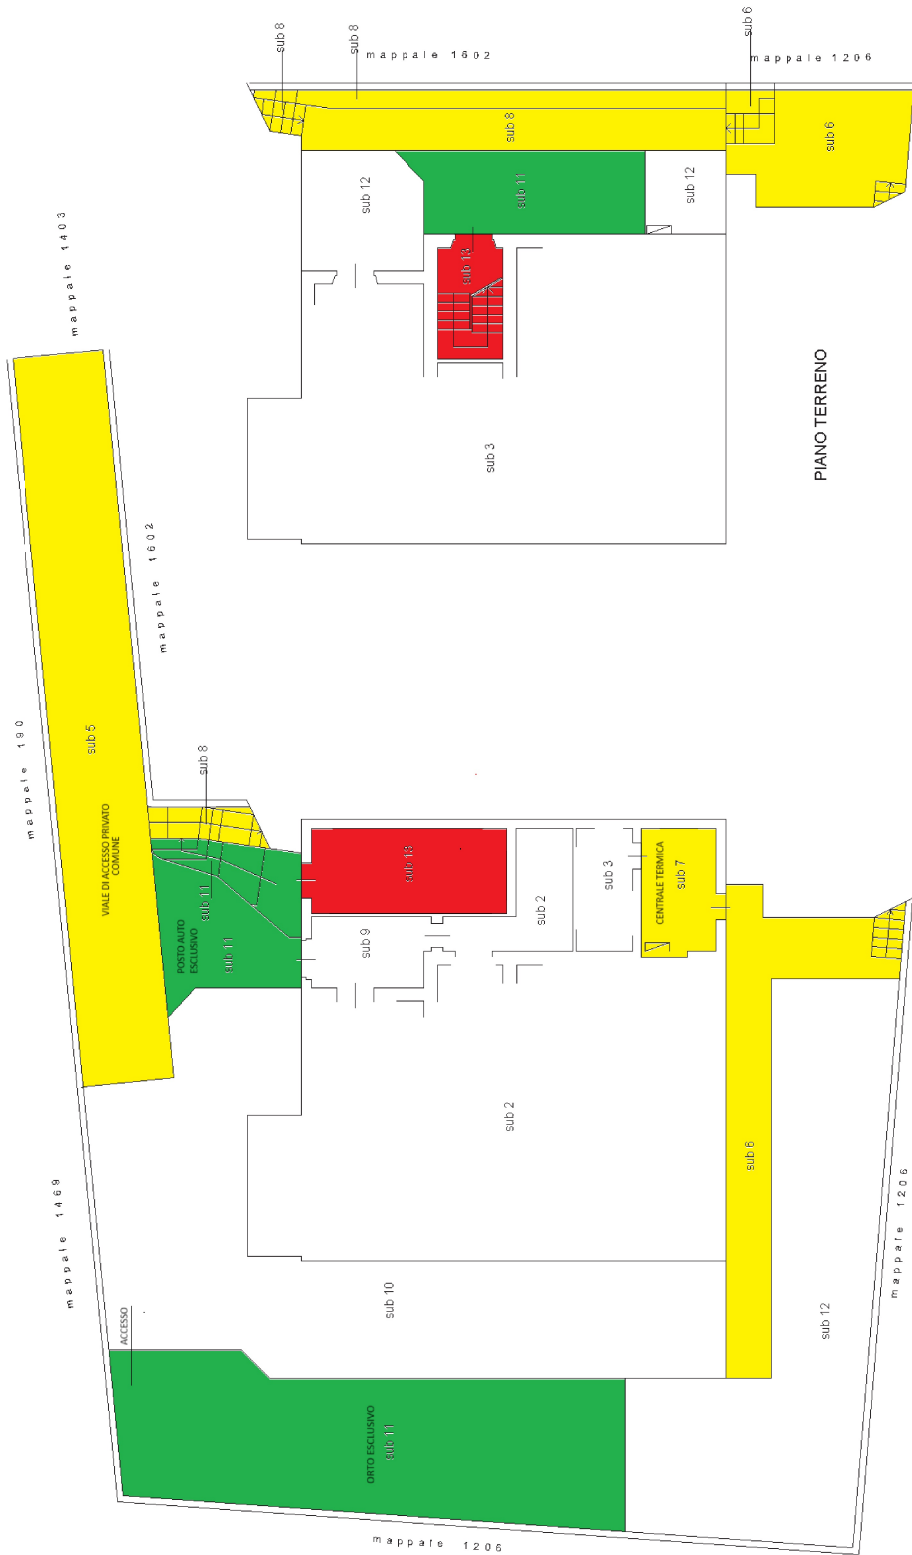 sub 8
sub 8
mappale 1602
sub 6
mappale 1206
sub 8
sub 6
sub 12
sub 11
sub 12
sub 13
mappale 1403
sub 3
PIANO TERRENO
mappale 1602
mappale 190
sub 5
VIALE DI ACCESSO PRIVATO
COMUNE
sub 8
sub 11
POSTO AUTO
ESCLUSIVO
sub 11
sub 13
sub 9
sub 2
sub 3
CENTRALE TERMICA
sub 7
sub 2
sub 6
mappale 1469
mappale 1206
sub 10
ACCESSO
sub 12
ORTO ESCLUSIVO
sub 11
mappale 1206